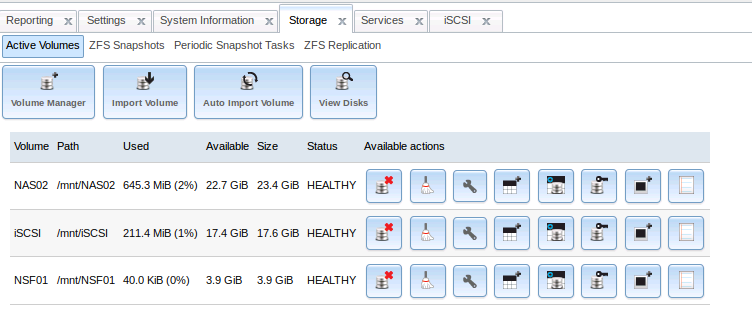 Reporting Settings System Information Storage Services iSCSI
Active Volumes ZFS Snapshots Periodic Snapshot Tasks ZFS Replication
Volume Manager Import Volume Auto Import Volume View Disks
Volume Path Used Available Size Status Available actions
NAS02 /mnt/NAS02 645.3 MiB (2%) 22.7 GiB 23.4 GiB HEALTHY
iSCSI /mnt/iSCSI 211.4 MiB (1%) 17.4 GiB 17.6 GiB HEALTHY
NSF01 /mnt/NSF01 40.0 KiB (0%) 3.9 GiB 3.9 GiB HEALTHY